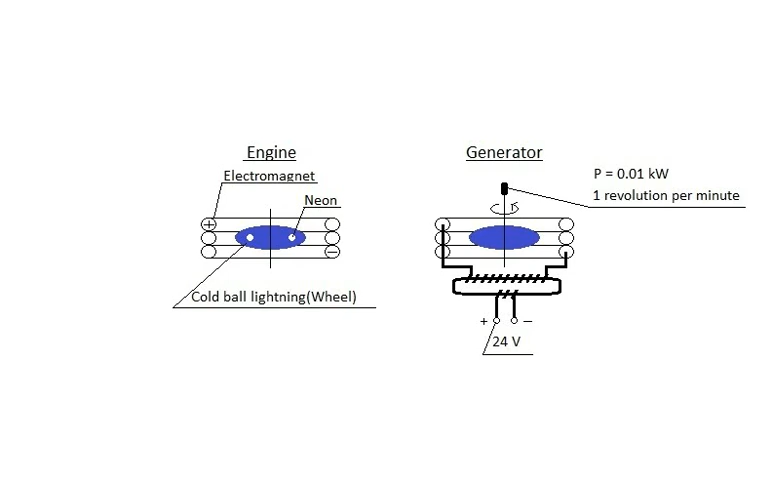 Engine
Electromagnet
Neon
+
−
Cold ball lightning(Wheel)
Generator
P = 0.01 kW
1 revolution per minute
+ −
24 V